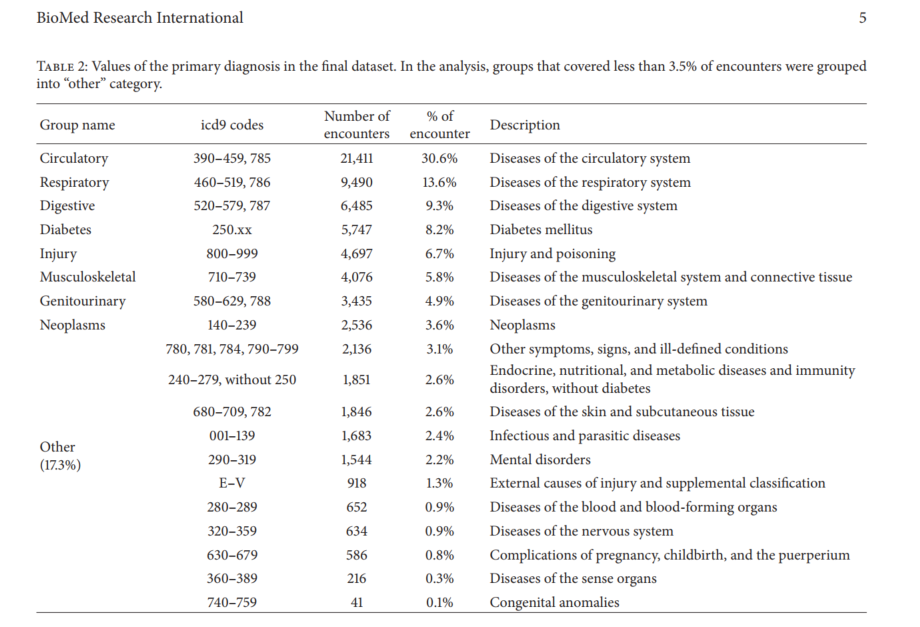 BioMed Research International 5
TABLE 2: Values of the primary diagnosis in the final dataset. In the analysis, groups that covered less than 3.5% of encounters were grouped
into “other” category.
Group name icd9 codes Number of encounters % of encounter Description
Circulatory 390–459, 785 21,411 30.6% Diseases of the circulatory system
Respiratory 460–519, 786 9,490 13.6% Diseases of the respiratory system
Digestive 520–579, 787 6,485 9.3% Diseases of the digestive system
Diabetes 250.xx 5,747 8.2% Diabetes mellitus
Injury 800–999 4,697 6.7% Injury and poisoning
Musculoskeletal 710–739 4,076 5.8% Diseases of the musculoskeletal system and connective tissue
Genitourinary 580–629, 788 3,435 4.9% Diseases of the genitourinary system
Neoplasms 140–239 2,536 3.6% Neoplasms
780, 781, 784, 790–799 2,136 3.1% Other symptoms, signs, and ill-defined conditions
240–279, without 250 1,851 2.6% Endocrine, nutritional, and metabolic diseases and immunity
disorders, without diabetes
680–709, 782 1,846 2.6% Diseases of the skin and subcutaneous tissue
Other
(17.3%)
001–139 1,683 2.4% Infectious and parasitic diseases
290–319 1,544 2.2% Mental disorders
E–V 918 1.3% External causes of injury and supplemental classification
280–289 652 0.9% Diseases of the blood and blood-forming organs
320–359 634 0.9% Diseases of the nervous system
630–679 586 0.8% Complications of pregnancy, childbirth, and the puerperium
360–389 216 0.3% Diseases of the sense organs
740–759 41 0.1% Congenital anomalies